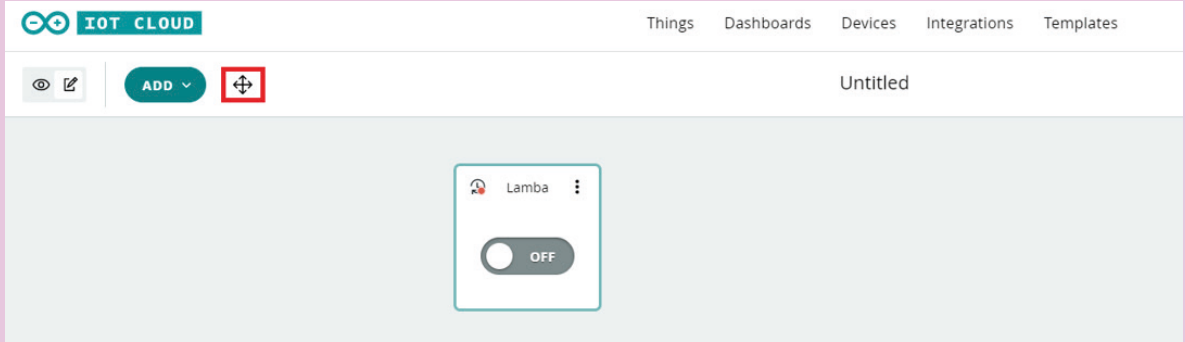 IOT CLOUD
Things Dashboards Devices Integrations Templates
ADD
Untitled
Lamba
OFF